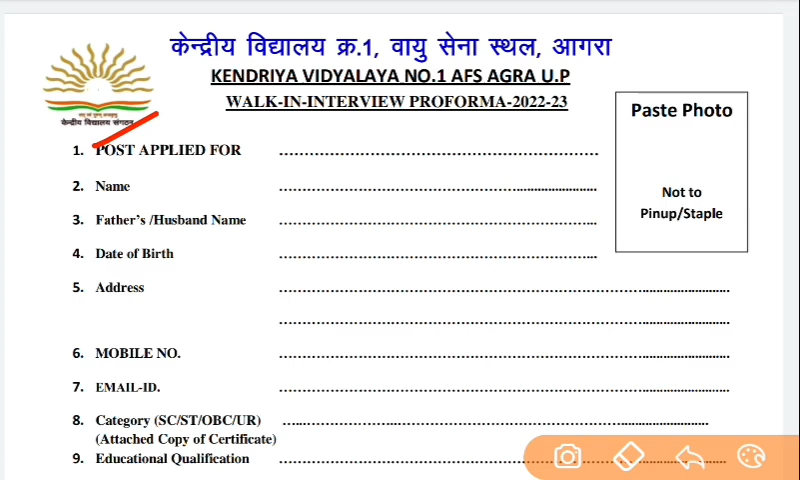 केन्द्रीय विद्यालय क्र.1, वायु सेना स्थल, आगरा
KENDRIYA VIDYALAYA NO.1 AFS AGRA U.P
WALK-IN-INTERVIEW PROFORMA-2022-23
केन्द्रीय विद्यालय संगठन
Paste Photo
Not to
Pinup/Staple
1. POST APPLIED FOR ................................................................
2. Name ................................................................
3. Father's /Husband Name ................................................................
4. Date of Birth ................................................................
5. Address ................................................................
................................................................
6. MOBILE NO. ................................................................
7. EMAIL-ID. ................................................................
8. Category (SC/ST/OBC/UR) ................................................................
(Attached Copy of Certificate)
9. Educational Qualification ................................................................